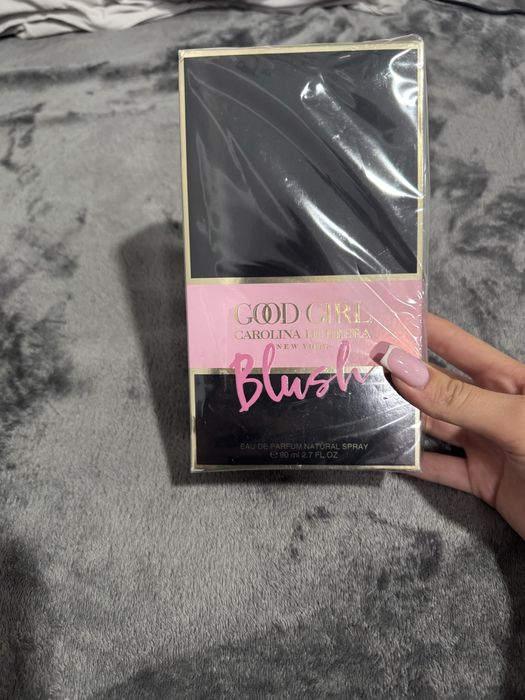 GOOD GIRL
CAROLINA HERRERA
NEW YORK
Blush
EAU DE PARFUM NATURAL SPRAY
℮ 80 ml 2.7 FL.OZ